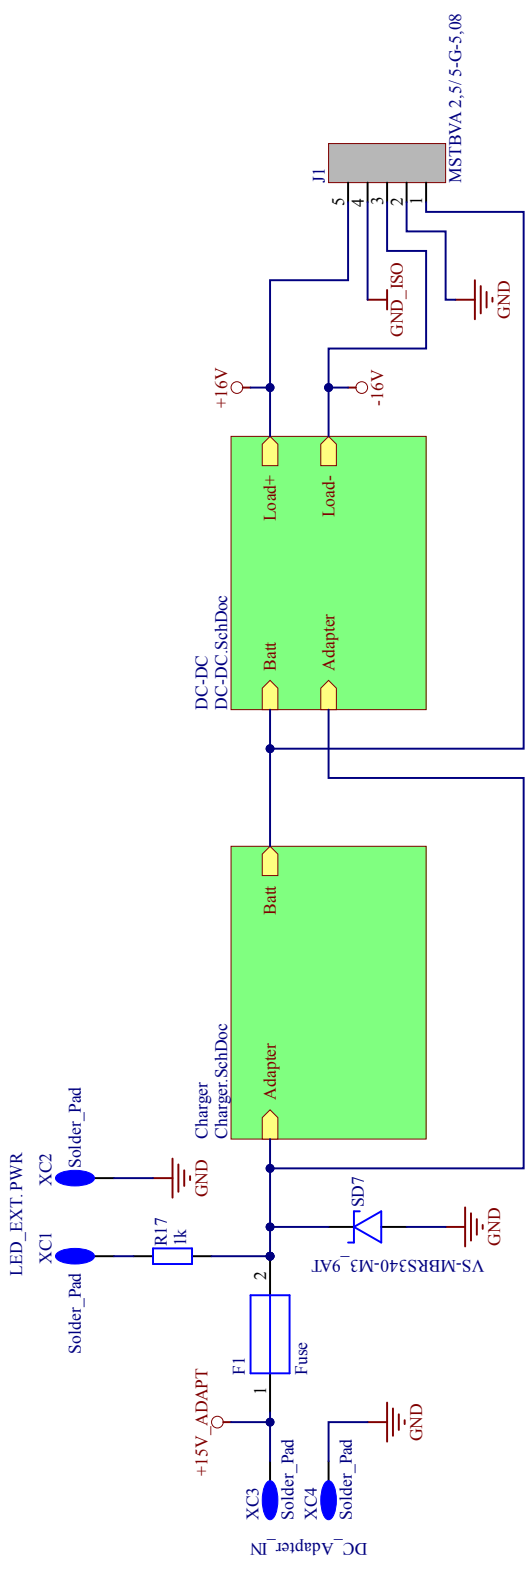 DC_Adapter_IN
XC3
Solder_Pad
XC4
Solder_Pad
+15V_ADAPT
GND
F1
1
2
Fuse
LED_EXT.PWR
XC1
Solder_Pad
XC2
Solder_Pad
R17
1k
GND
SD7
VS-MBRS340-M3_9AT
GND
Charger
Charger.SchDoc
Adapter
Batt
DC-DC
DC-DC.SchDoc
Batt
Load+
Adapter
Load-
+16V
-16V
GND_ISO
GND
J1
5
4
3
2
1
MSTBVA 2,5/ 5-G-5,08